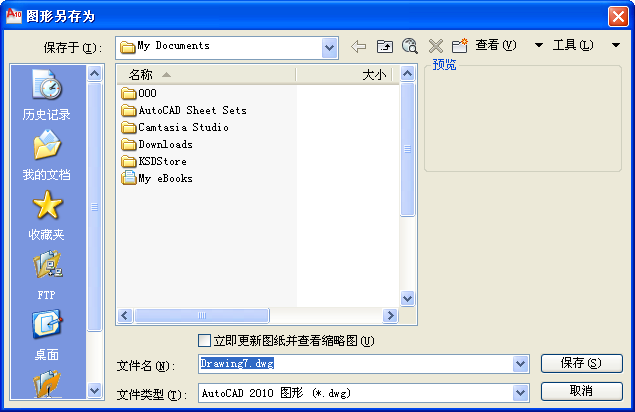 A10 图形另存为
保存于(I): My Documents 查看(V) 工具(L)
名称 大小 预览
000
AutoCAD Sheet Sets
Camtasia Studio
Downloads
KSDStore
My eBooks
历史记录
我的文档
收藏夹
FTP
桌面
立即更新图纸并查看缩略图(U)
文件名(N): Drawing7.dwg 保存(S)
文件类型(T): AutoCAD 2010 图形 (*.dwg) 取消